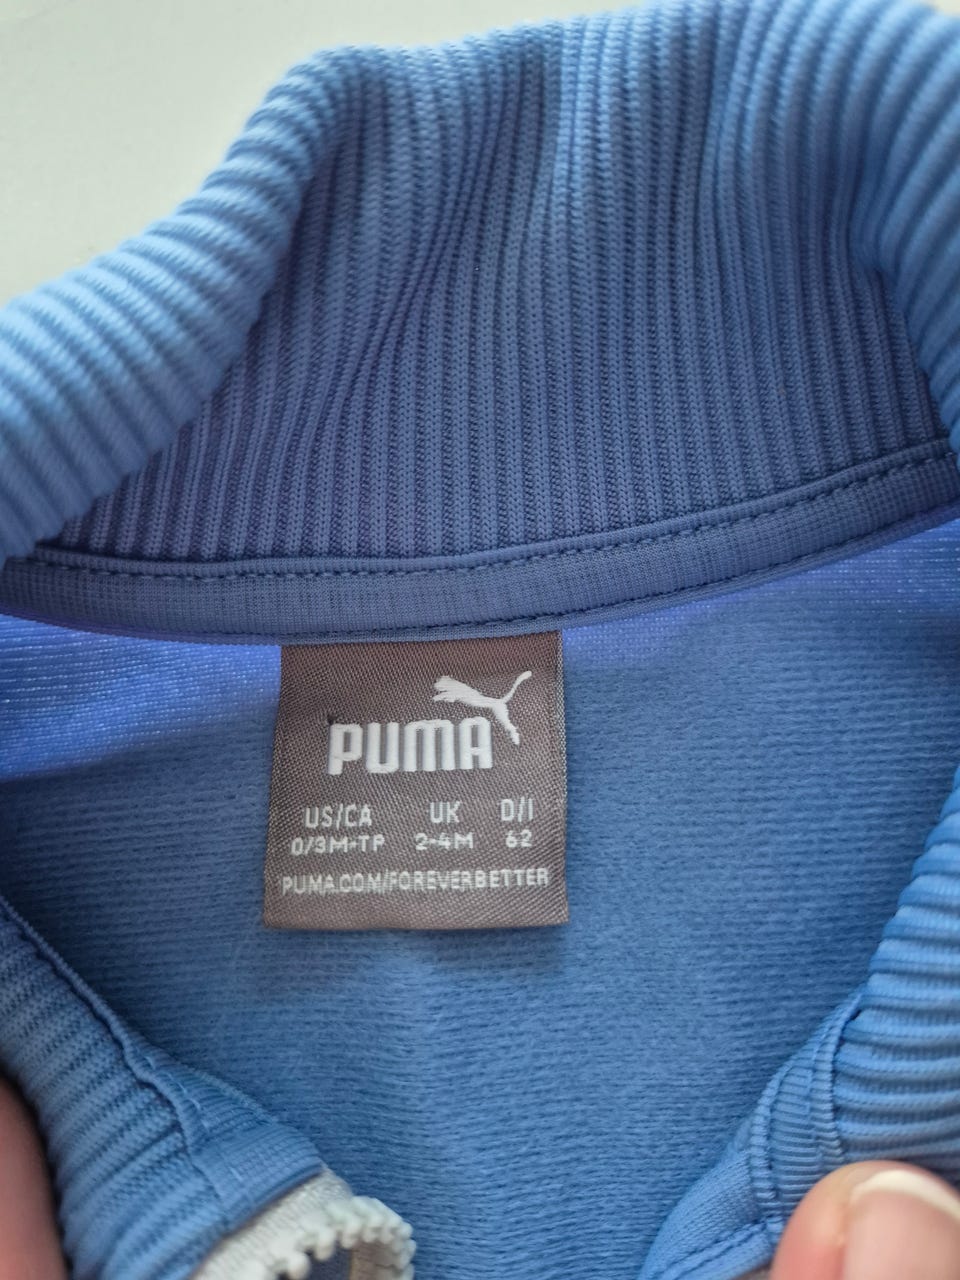 PUMA
US/CA UK D/I
0/3M-TP 2-4M 62
PUMA.COM/FOREVERBETTER